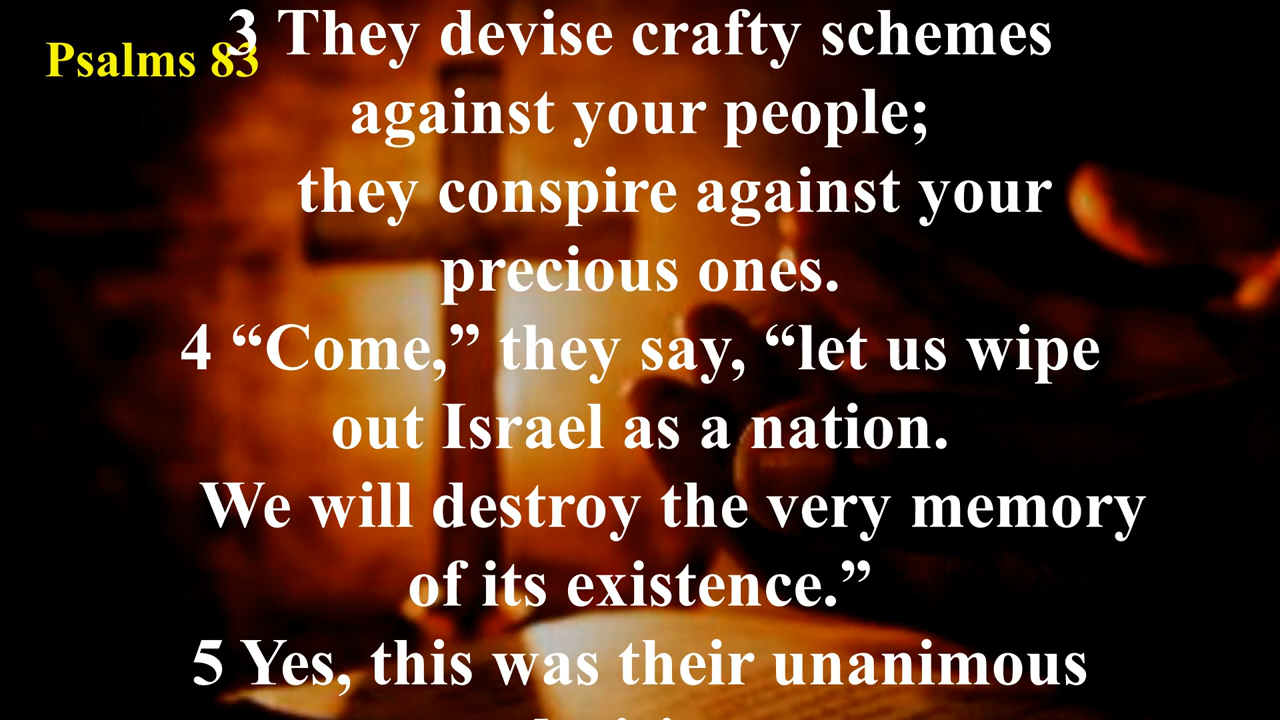 Psalms 83
3 They devise crafty schemes
against your people;
they conspire against your
precious ones.
4 “Come,” they say, “let us wipe
out Israel as a nation.
We will destroy the very memory
of its existence.”
5 Yes, this was their unanimous